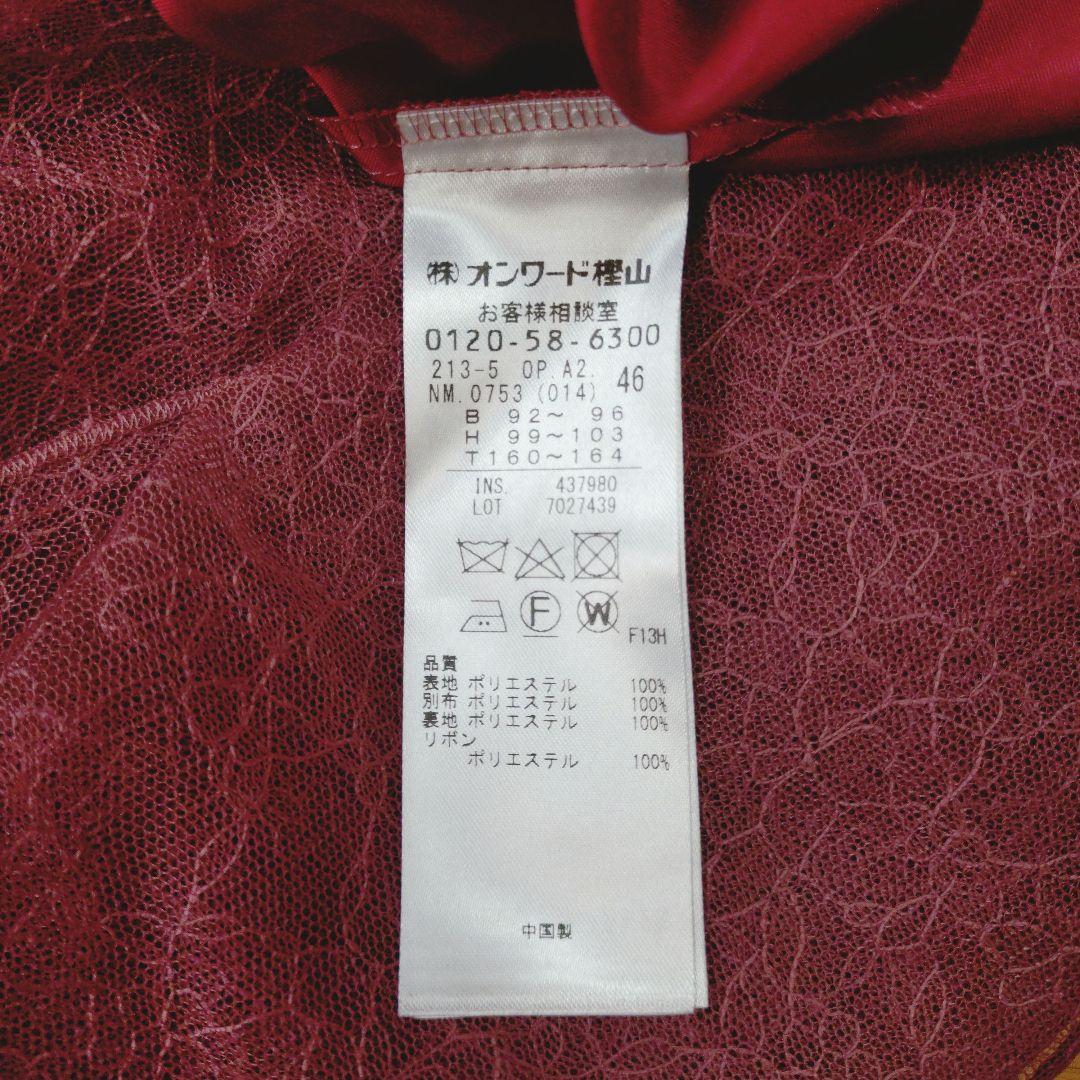 (株)オンワード樫山
お客様相談室
0120-58-6300
213-5 OP.A2.
NM.0753 (014) 46
B 92～ 96
H 99～103
T160～164
INS. 437980
LOT 7027439
F
W
F13H
品質
表地 ポリエステル 100%
別布 ポリエステル 100%
裏地 ポリエステル 100%
リボン
ポリエステル 100%
中国製